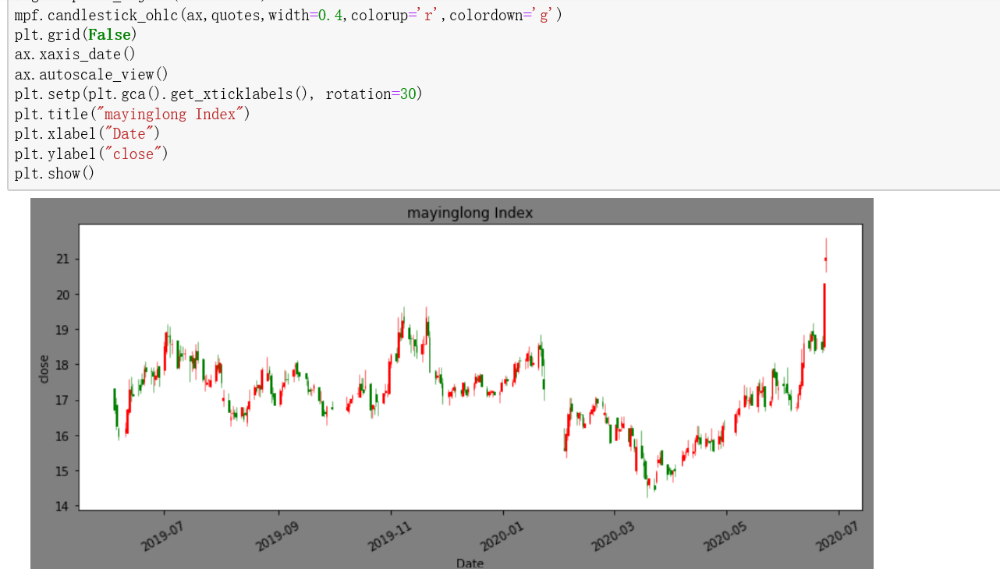 mpf.candlestick_ohlc(ax,quotes,width=0.4,colorup='r',colordown='g')
plt.grid(False)
ax.xaxis_date()
ax.autoscale_view()
plt.setp(plt.gca().get_xticklabels(), rotation=30)
plt.title("mayinglong Index")
plt.xlabel("Date")
plt.ylabel("close")
plt.show()
mayinglong Index
21
20
19
18
17
16
15
14
close
2019-07
2019-09
2019-11
2020-01
2020-03
2020-05
2020-07
Date